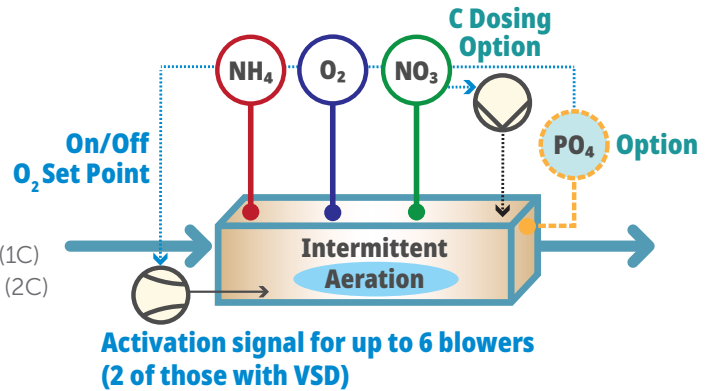 C Dosing
Option
NH₄
O₂
NO₃
PO₄
Option
On/Off
O₂ Set Point
(1C)
(2C)
Intermittent
Aeration
Activation signal for up to 6 blowers
(2 of those with VSD)